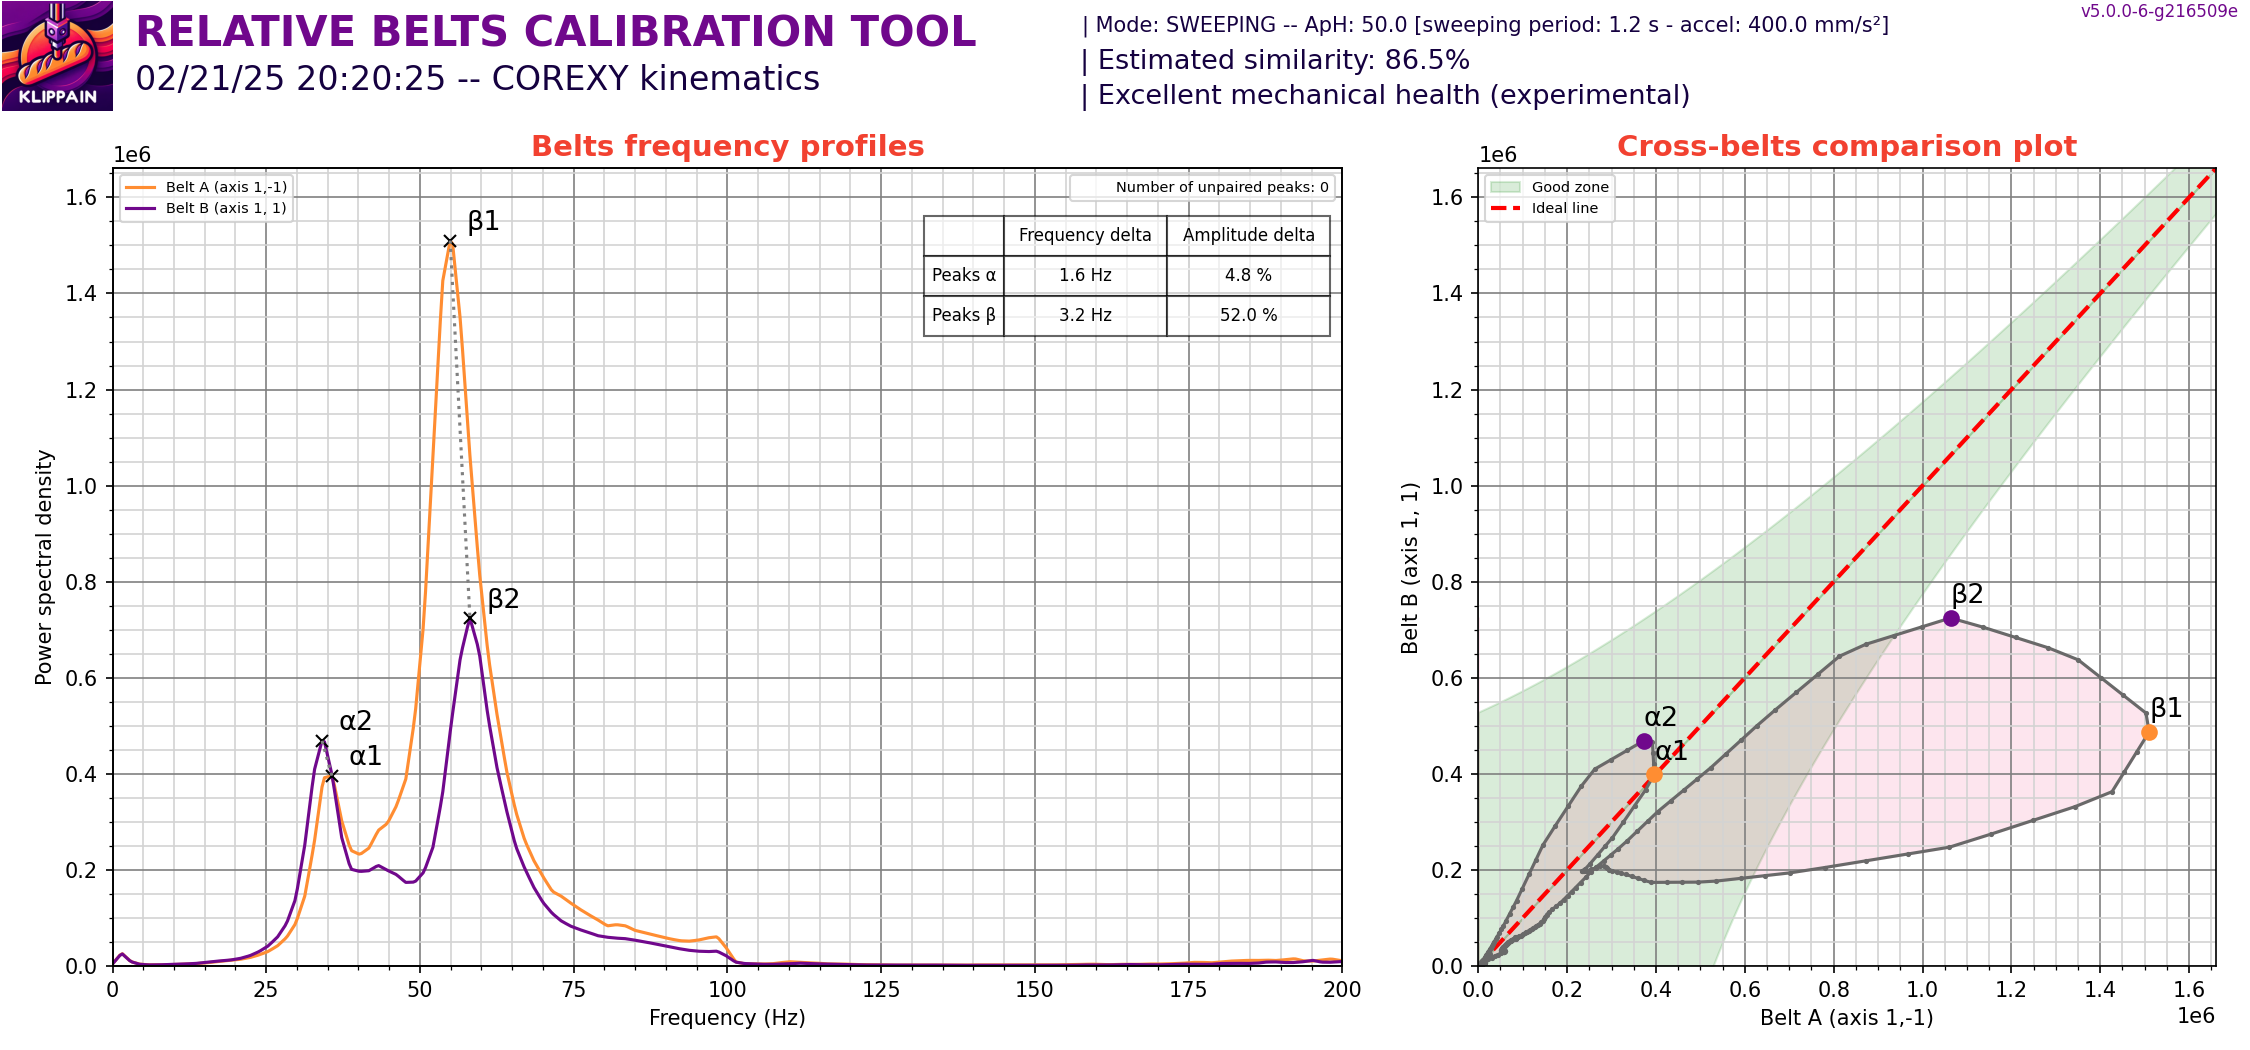 KLIPPAIN
RELATIVE BELTS CALIBRATION TOOL
02/21/25 20:20:25 -- COREXY kinematics
| Mode: SWEEPING -- ApH: 50.0 [sweeping period: 1.2 s - accel: 400.0 mm/s²]
| Estimated similarity: 86.5%
| Excellent mechanical health (experimental)
v5.0.0-6-g216509e
Belts frequency profiles
1e6
Belt A (axis 1,-1)
Belt B (axis 1, 1)
Number of unpaired peaks: 0
Frequency delta Amplitude delta
Peaks α 1.6 Hz 4.8 %
Peaks β 3.2 Hz 52.0 %
β1
β2
α2
α1
Power spectral density
1.6
1.4
1.2
1.0
0.8
0.6
0.4
0.2
0.0
0 25 50 75 100 125 150 175 200
Frequency (Hz)
Cross-belts comparison plot
1e6
Good zone
Ideal line
β2
β1
α2
α1
Belt B (axis 1, 1)
1.6
1.4
1.2
1.0
0.8
0.6
0.4
0.2
0.0
0.0 0.2 0.4 0.6 0.8 1.0 1.2 1.4 1.6
Belt A (axis 1,-1)
1e6